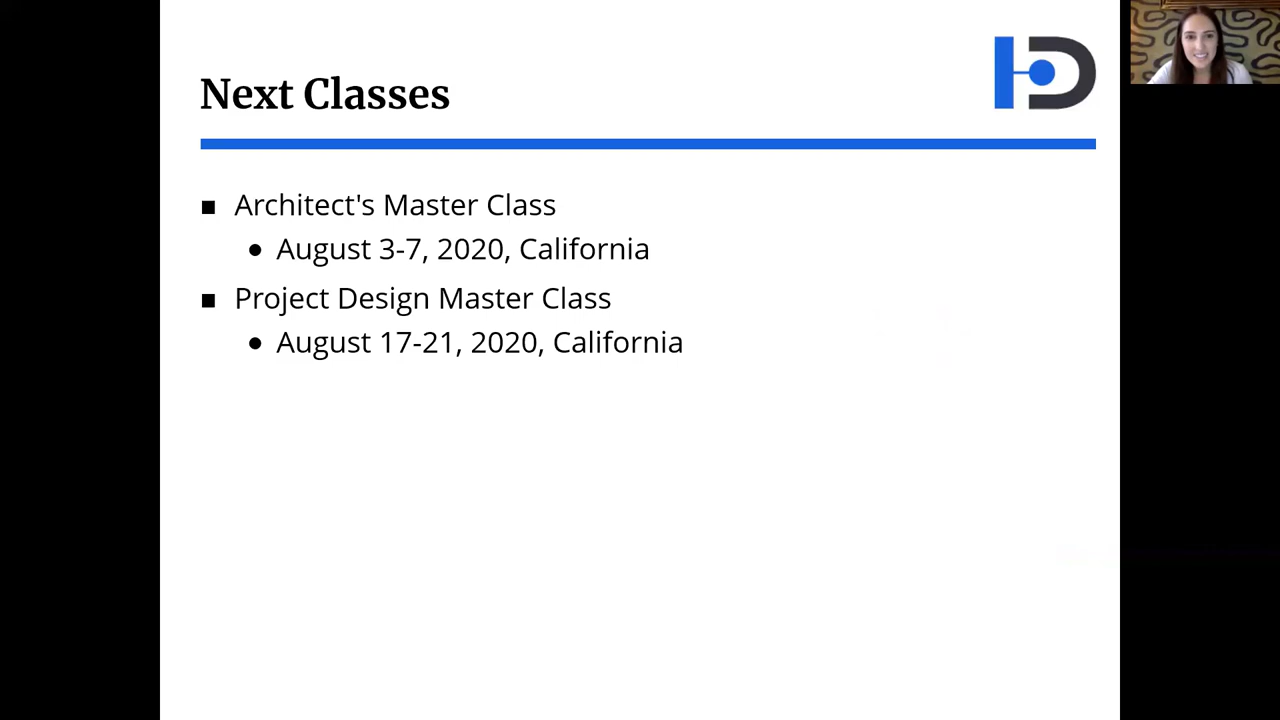 Next Classes
Architect's Master Class
August 3-7, 2020, California
Project Design Master Class
August 17-21, 2020, California